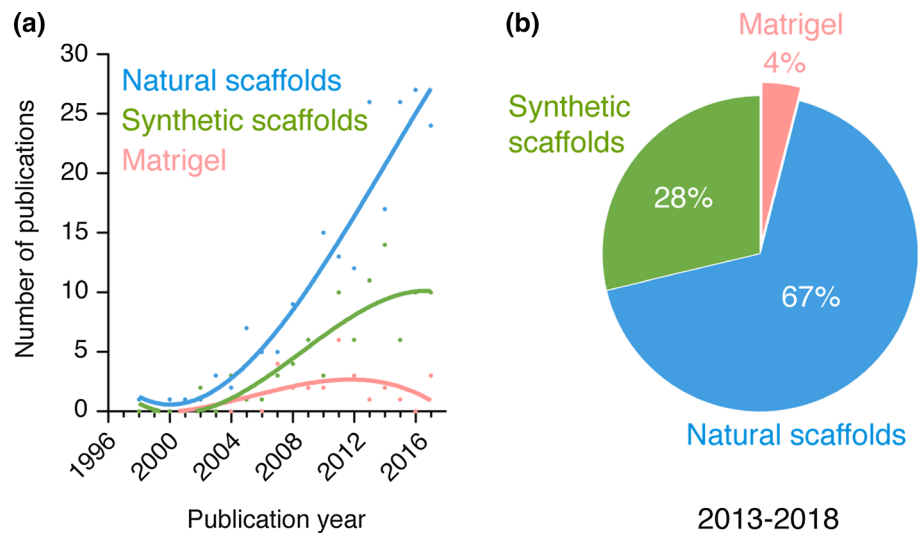 (a)
30
25
20
15
10
5
0
Number of publications
Natural scaffolds
Synthetic scaffolds
Matrigel
1996
2000
2004
2008
2012
2016
Publication year
(b)
Matrigel
4%
Synthetic
scaffolds
28%
67%
Natural scaffolds
2013-2018